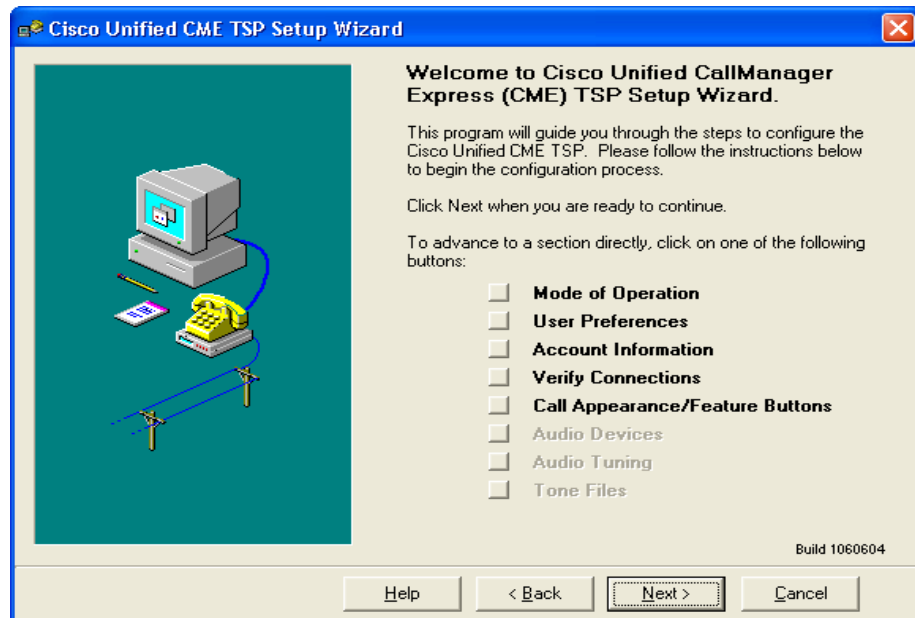 Cisco Unified CME TSP Setup Wizard
Welcome to Cisco Unified CallManager
Express (CME) TSP Setup Wizard.
This program will guide you through the steps to configure the
Cisco Unified CME TSP. Please follow the instructions below
to begin the configuration process.
Click Next when you are ready to continue.
To advance to a section directly, click on one of the following
buttons:
Mode of Operation
User Preferences
Account Information
Verify Connections
Call Appearance/Feature Buttons
Audio Devices
Audio Tuning
Tone Files
Build 1060604
Help
< Back
Next >
Cancel